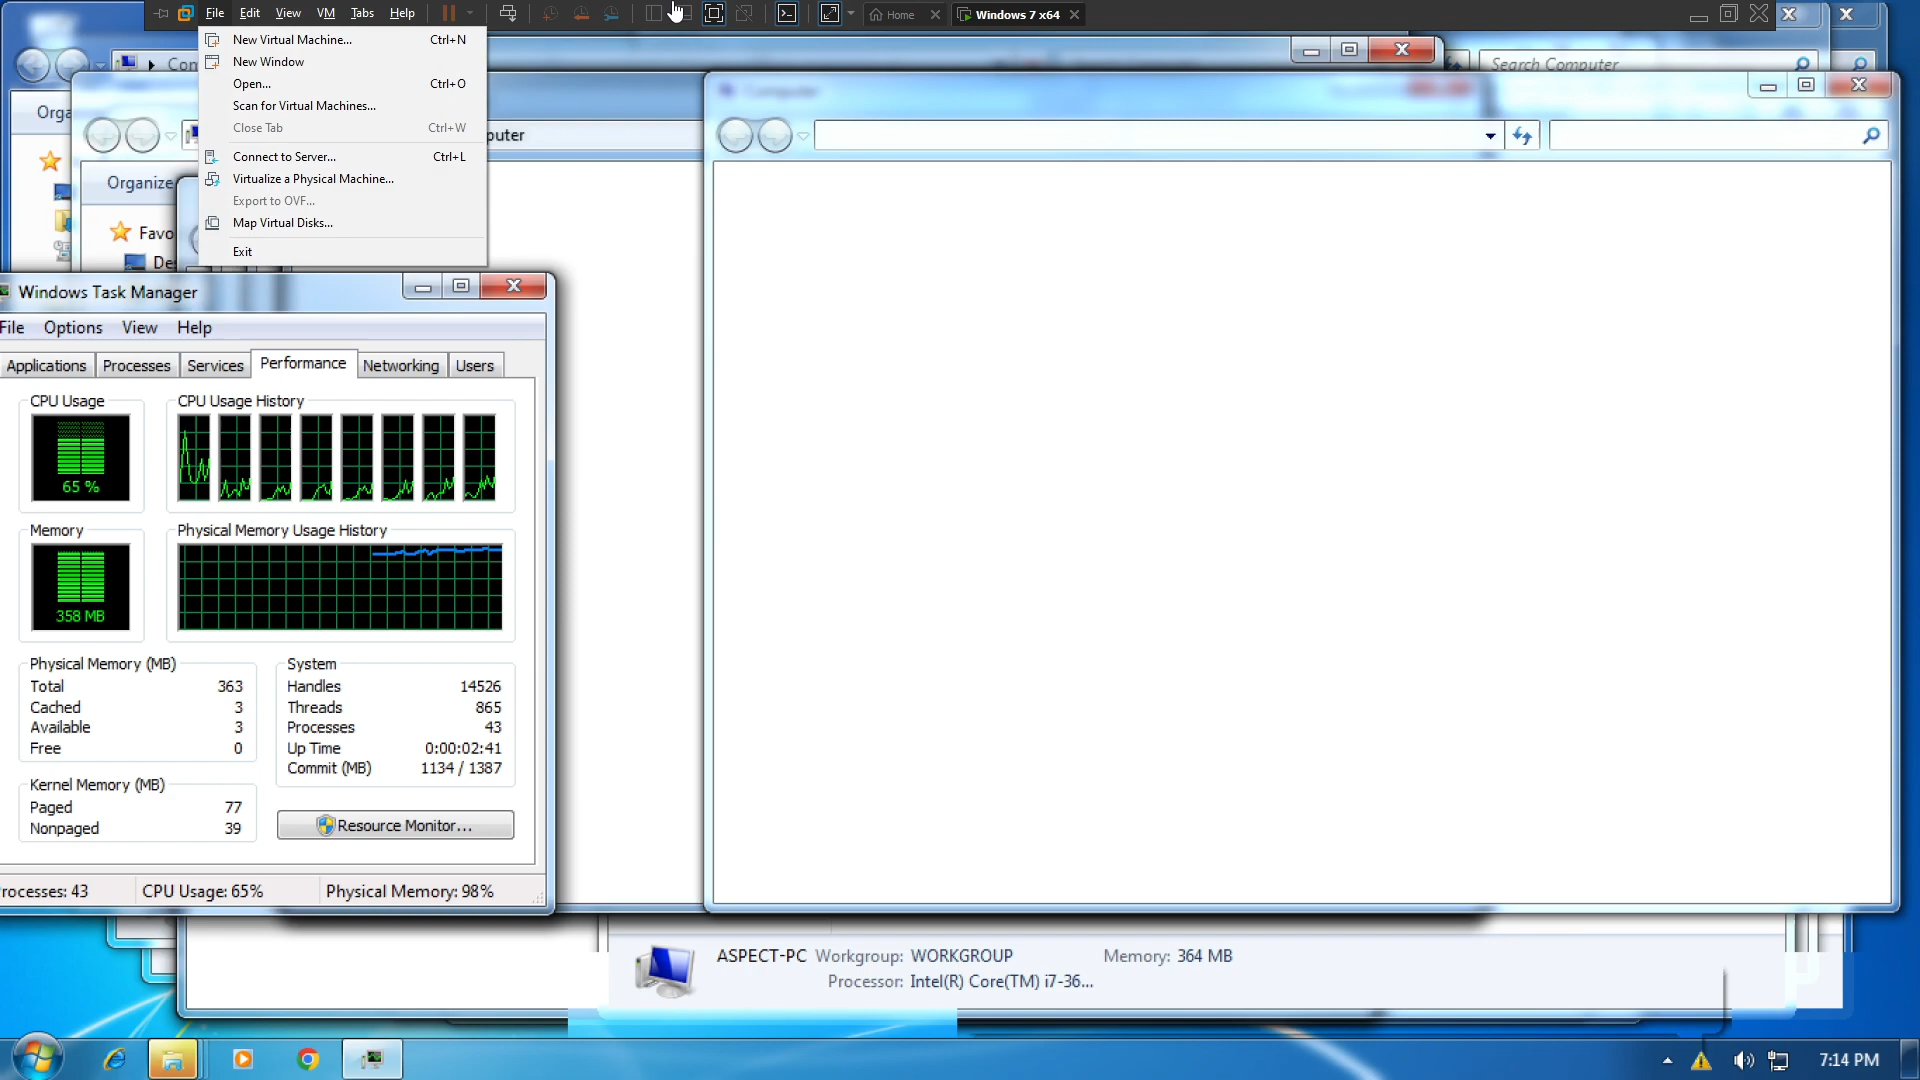 File Edit View VM Tabs Help
Home
Windows 7 x64
New Virtual Machine... Ctrl+N
New Window
Open... Ctrl+O
Scan for Virtual Machines...
Close Tab Ctrl+W
Connect to Server... Ctrl+L
Virtualize a Physical Machine...
Export to OVF...
Map Virtual Disks...
Exit
Com
Search Computer
Orga
Computer
puter
Organize
Favo
Des
Windows Task Manager
File Options View Help
Applications Processes Services Performance Networking Users
CPU Usage
65 %
CPU Usage History
Memory
358 MB
Physical Memory Usage History
Physical Memory (MB)
Total 363
Cached 3
Available 3
Free 0
System
Handles 14526
Threads 865
Processes 43
Up Time 0:00:02:41
Commit (MB) 1134 / 1387
Kernel Memory (MB)
Paged 77
Nonpaged 39
Resource Monitor...
rocesses: 43 CPU Usage: 65% Physical Memory: 98%
ASPECT-PC Workgroup: WORKGROUP Memory: 364 MB
Processor: Intel(R) Core(TM) i7-36...
7:14 PM